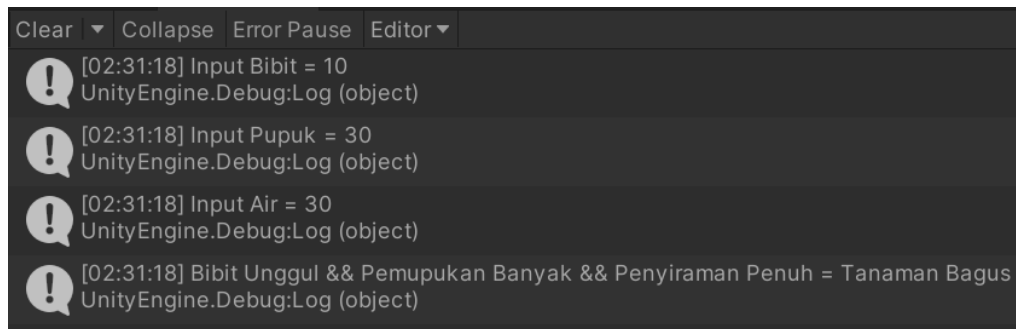 Clear Collapse Error Pause Editor
[02:31:18] Input Bibit = 10
UnityEngine.Debug:Log (object)
[02:31:18] Input Pupuk = 30
UnityEngine.Debug:Log (object)
[02:31:18] Input Air = 30
UnityEngine.Debug:Log (object)
[02:31:18] Bibit Unggul && Pemupukan Banyak && Penyiraman Penuh = Tanaman Bagus
UnityEngine.Debug:Log (object)